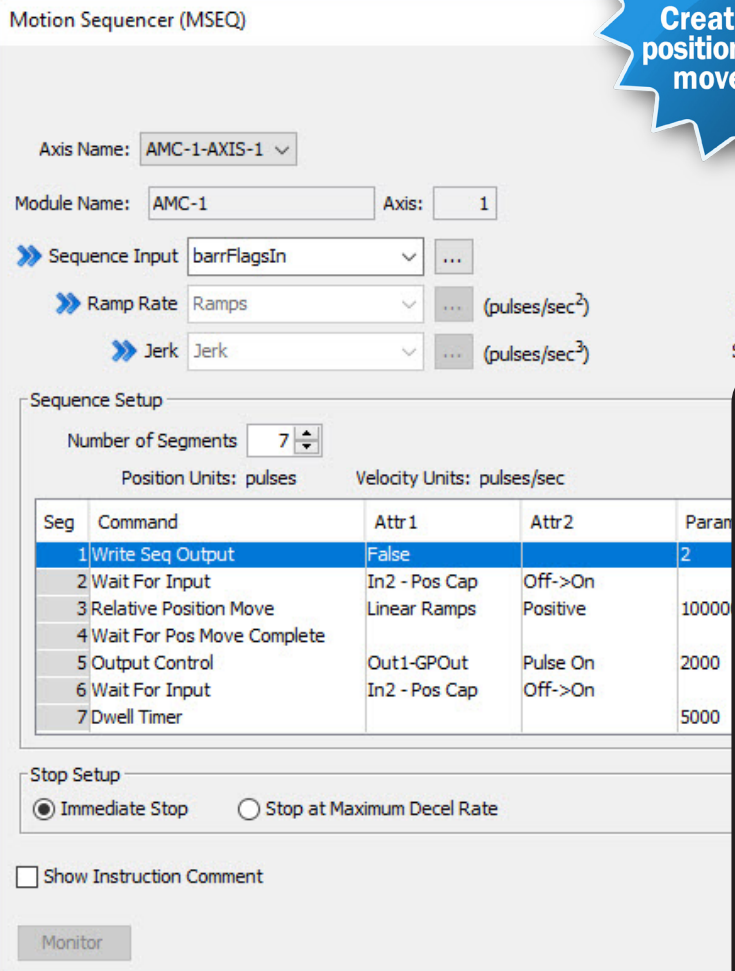 Motion Sequencer (MSEQ)
position
move
Axis Name: AMC-1-AXIS-1
Module Name: AMC-1 Axis: 1
Sequence Input barrFlagsIn ...
Ramp Rate Ramps ... (pulses/sec²)
Jerk Jerk ... (pulses/sec³)
Sequence Setup
Number of Segments 7
Position Units: pulses Velocity Units: pulses/sec
Seg Command Attr1 Attr2 Param
1 Write Seq Output False 2
2 Wait For Input In2 - Pos Cap Off->On
3 Relative Position Move Linear Ramps Positive 10000
4 Wait For Pos Move Complete
5 Output Control Out1-GPOut Pulse On 2000
6 Wait For Input In2 - Pos Cap Off->On
7 Dwell Timer 5000
Stop Setup
Immediate Stop Stop at Maximum Decel Rate
Show Instruction Comment
Monitor